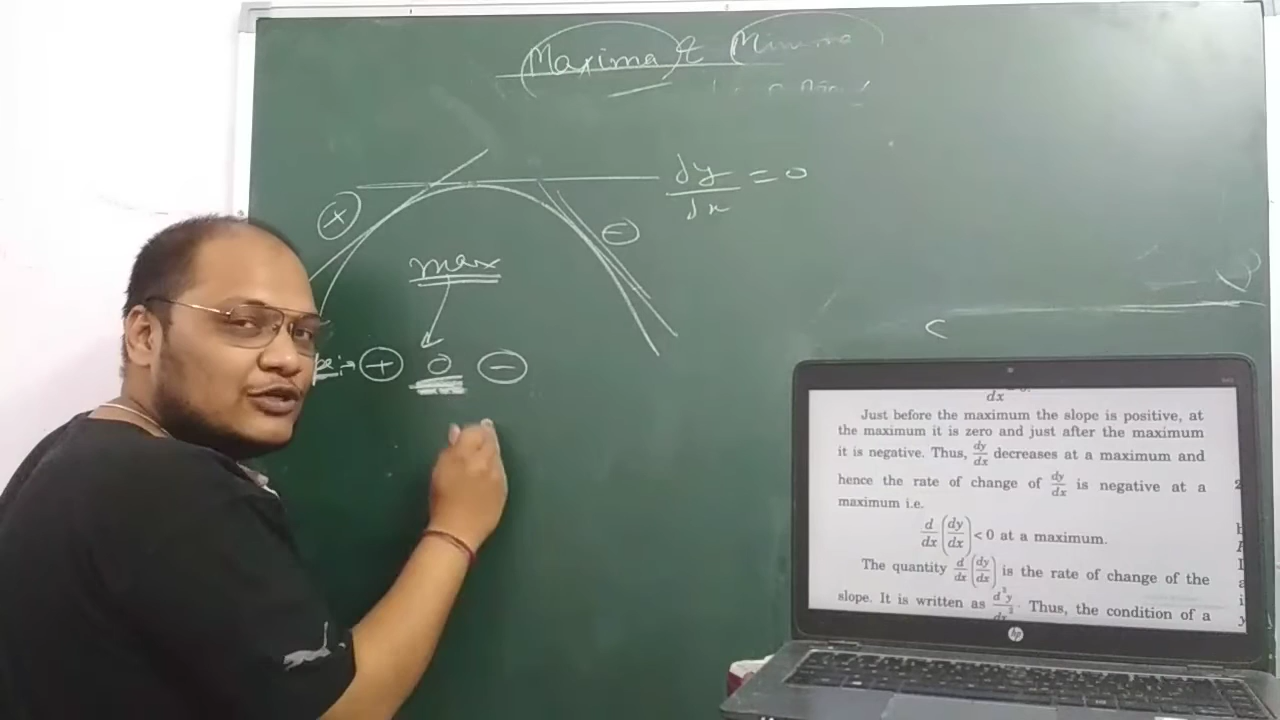 Maxima & Minima
dy/dx = 0
+
−
max
+ 0 −
C
dx
Just before the maximum the slope is positive, at
the maximum it is zero and just after the maximum
it is negative. Thus, dy/dx decreases at a maximum and
hence the rate of change of dy/dx is negative at a
maximum i.e.
d/dx (dy/dx) < 0 at a maximum.
The quantity d/dx (dy/dx) is the rate of change of the
slope. It is written as d²y/dx². Thus, the condition of a
hp